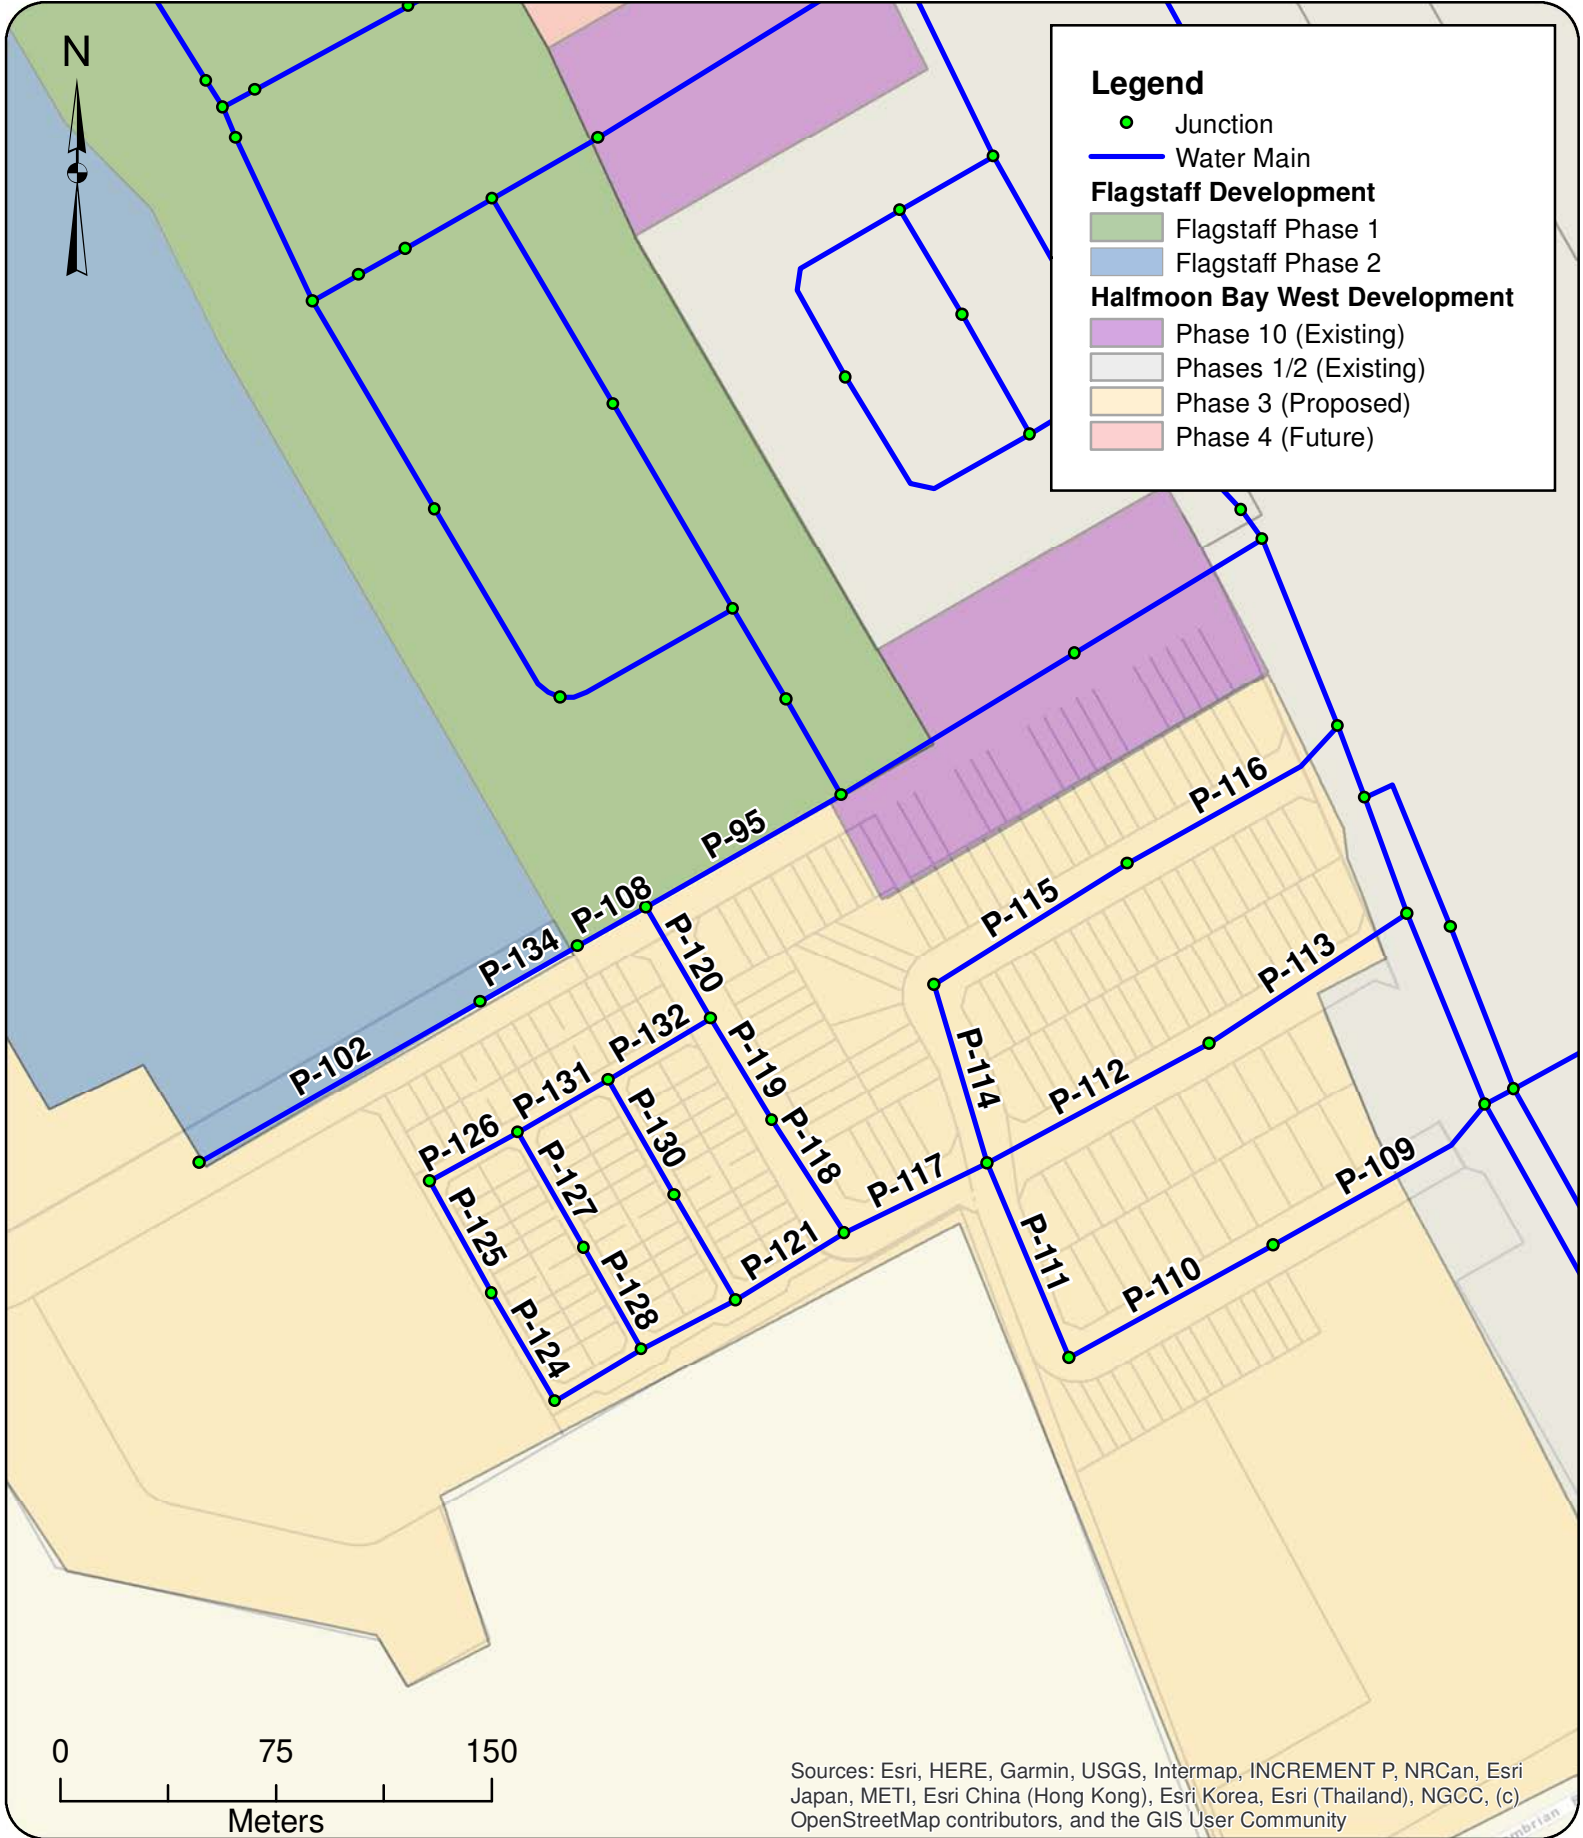 N
Legend
Junction
Water Main
Flagstaff Development
Flagstaff Phase 1
Flagstaff Phase 2
Halfmoon Bay West Development
Phase 10 (Existing)
Phases 1/2 (Existing)
Phase 3 (Proposed)
Phase 4 (Future)
P-116
P-95
P-108
P-115
P-134
P-120
P-113
P-102
P-132
P-119
P-114
P-112
P-131
P-130
P-126
P-118
P-127
P-117
P-109
P-125
P-121
P-111
P-110
P-128
P-124
0 75 150
Meters
Sources: Esri, HERE, Garmin, USGS, Intermap, INCREMENT P, NRCan, Esri
Japan, METI, Esri China (Hong Kong), Esri Korea, Esri (Thailand), NGCC, (c)
OpenStreetMap contributors, and the GIS User Community